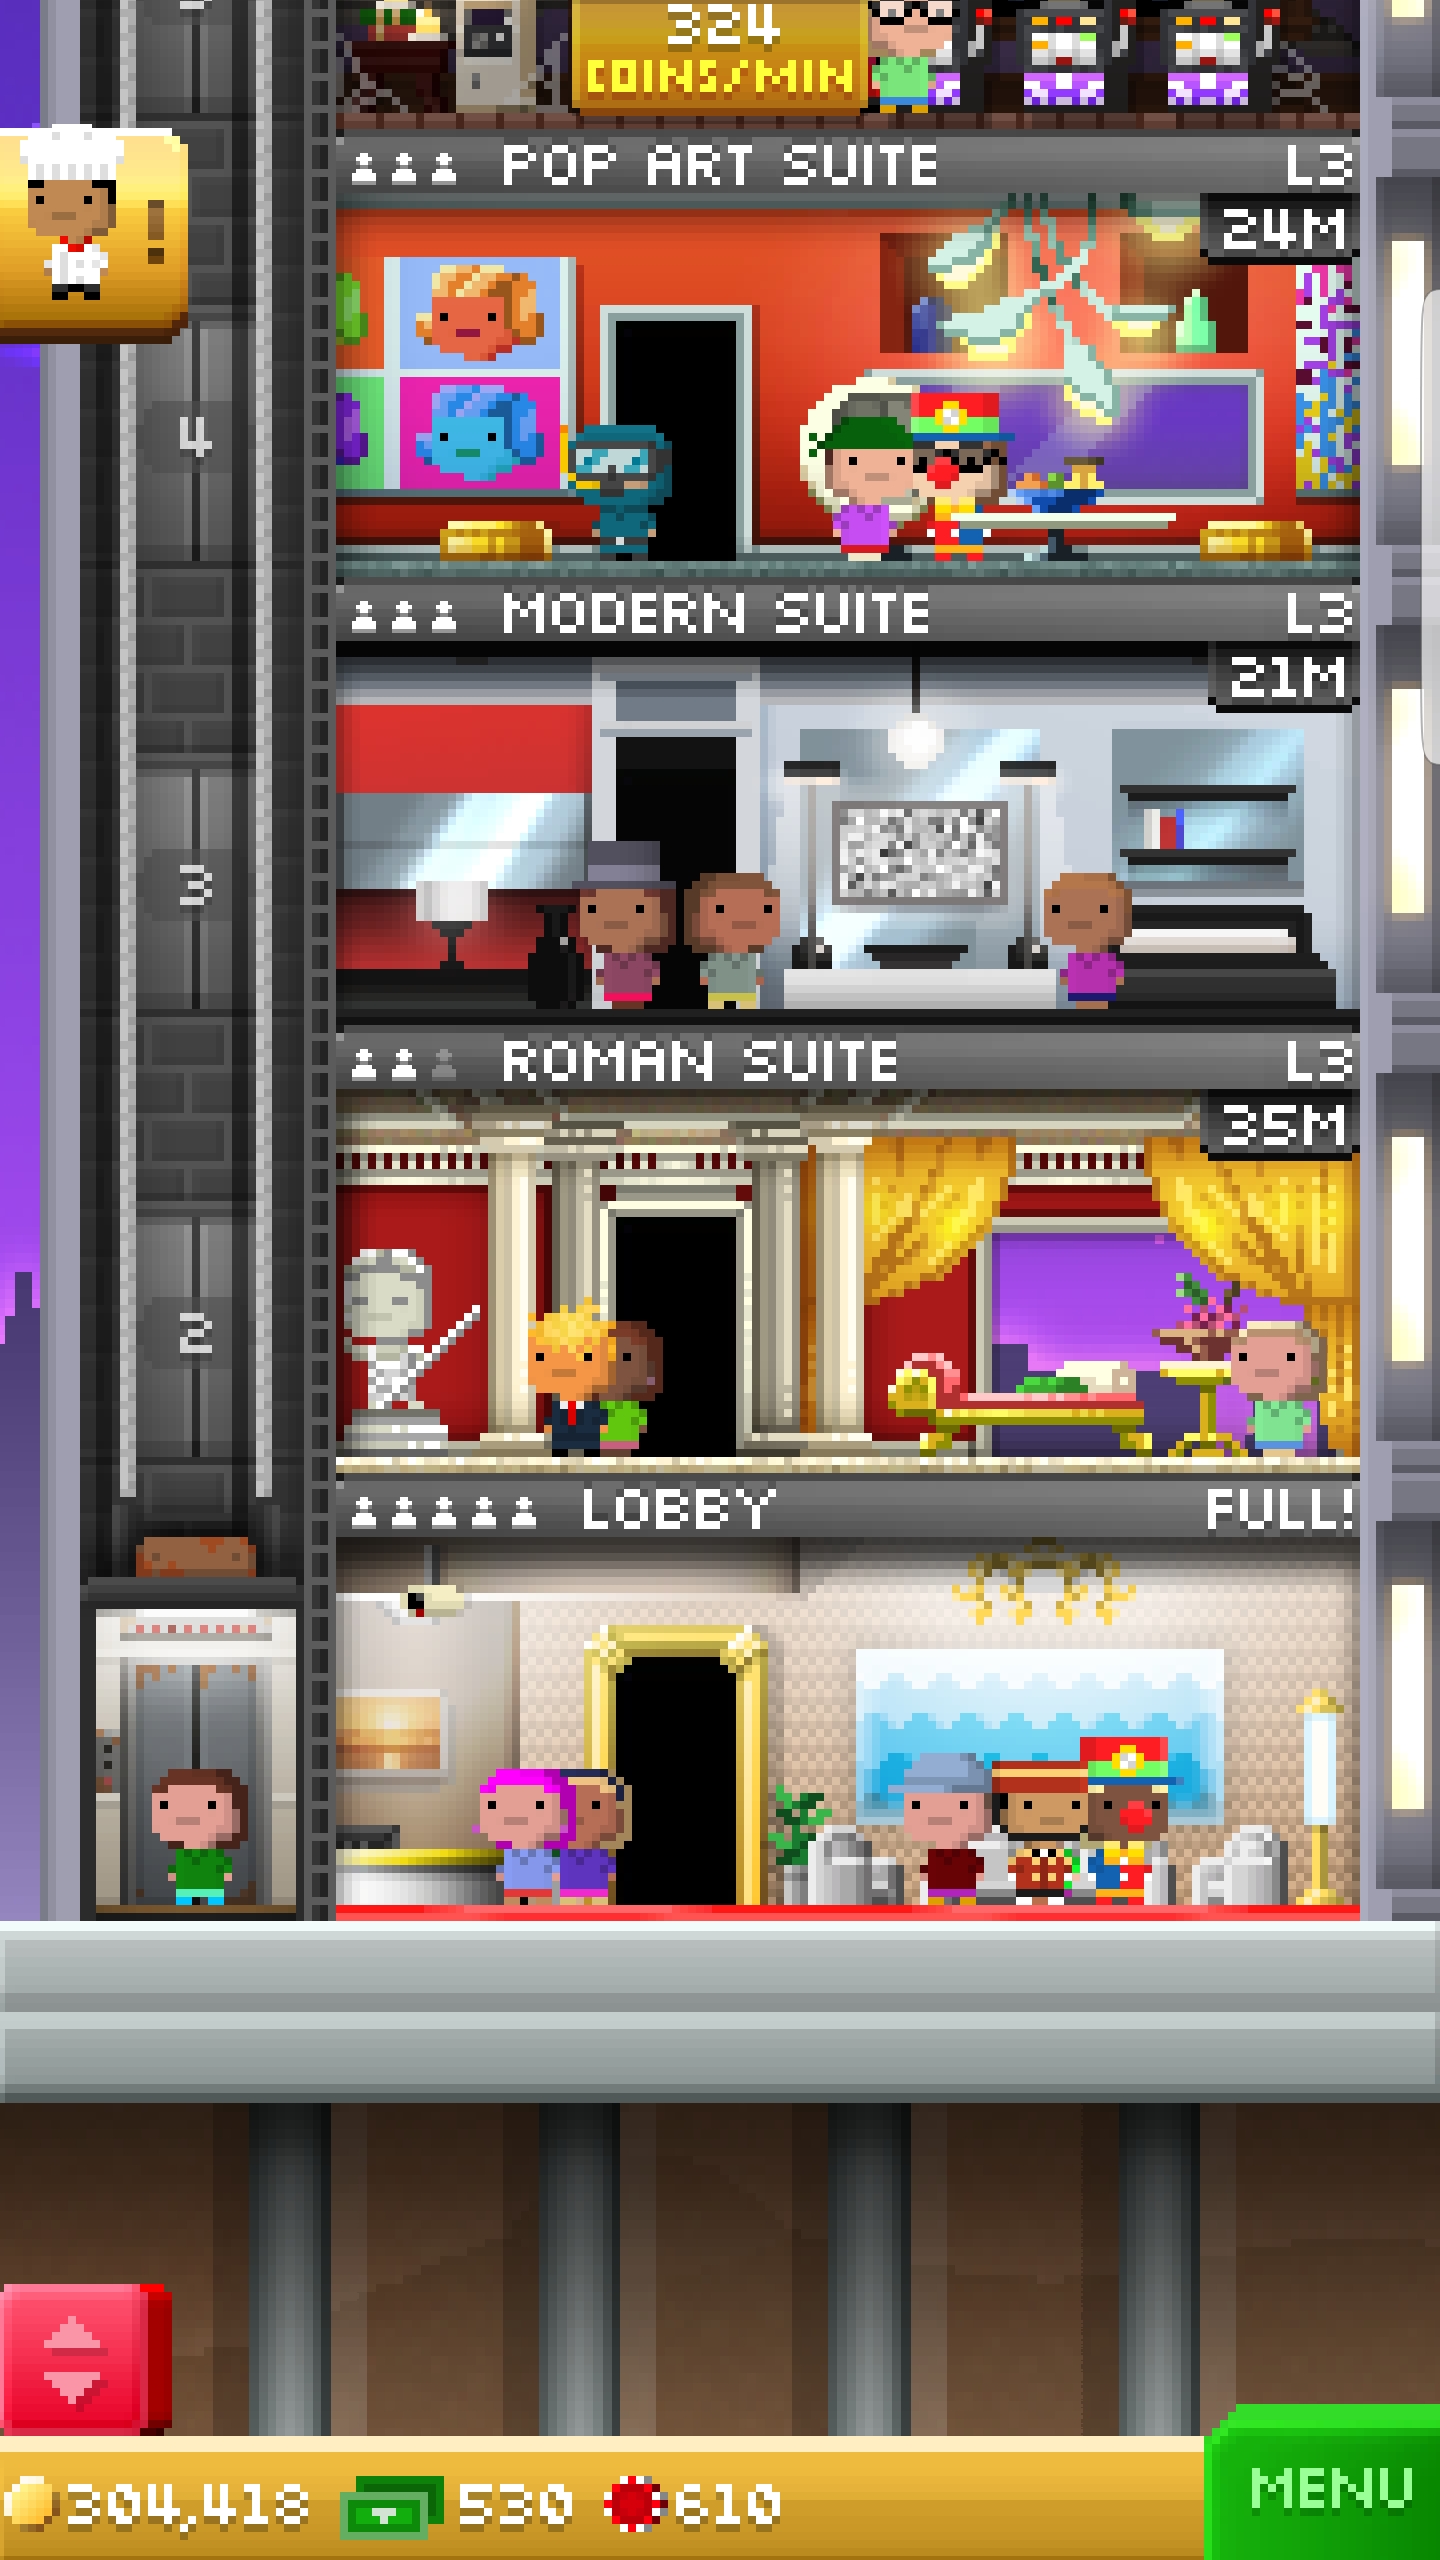 324
COINS/MIN
POP ART SUITE L3
24M
!
4
MODERN SUITE L3
21M
3
ROMAN SUITE L3
35M
2
LOBBY FULL!
304,418 530 610
MENU